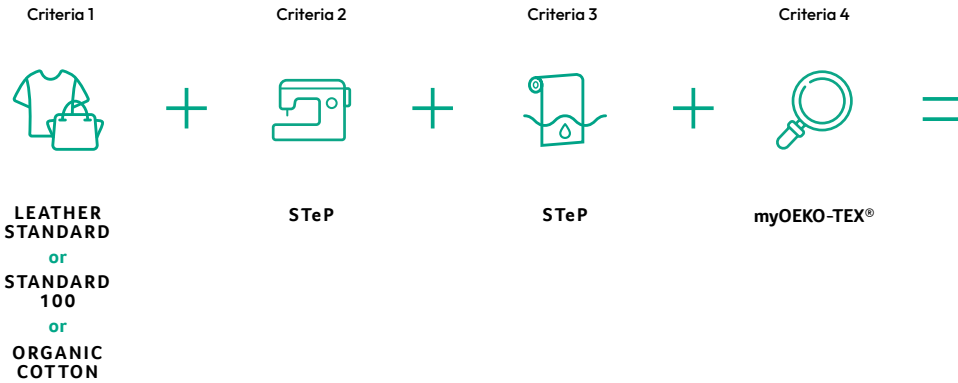 Criteria 1
Criteria 2
Criteria 3
Criteria 4
+
+
+
=
LEATHER
STANDARD
or
STANDARD
100
or
ORGANIC
COTTON
STeP
STeP
myOEKO-TEX®